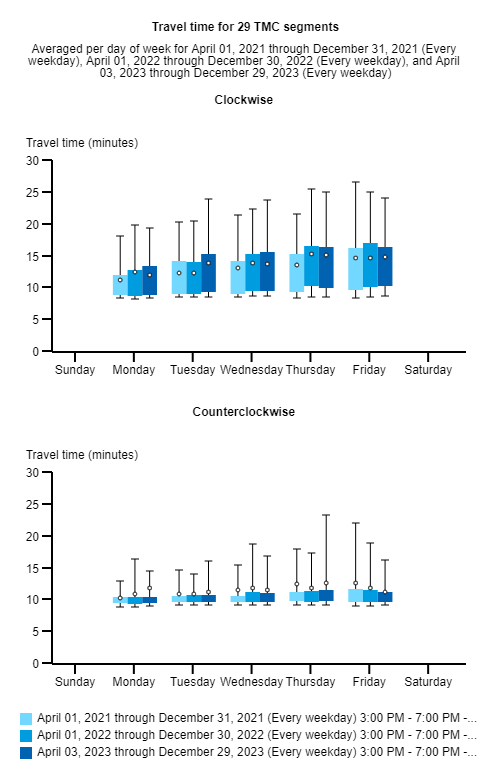 Travel time for 29 TMC segments
Averaged per day of week for April 01, 2021 through December 31, 2021 (Every
weekday), April 01, 2022 through December 30, 2022 (Every weekday), and April
03, 2023 through December 29, 2023 (Every weekday)
Clockwise
Travel time (minutes)
30
25
20
15
10
5
0
Sunday Monday Tuesday Wednesday Thursday Friday Saturday
Counterclockwise
Travel time (minutes)
30
25
20
15
10
5
0
Sunday Monday Tuesday Wednesday Thursday Friday Saturday
April 01, 2021 through December 31, 2021 (Every weekday) 3:00 PM - 7:00 PM -...
April 01, 2022 through December 30, 2022 (Every weekday) 3:00 PM - 7:00 PM -...
April 03, 2023 through December 29, 2023 (Every weekday) 3:00 PM - 7:00 PM -...